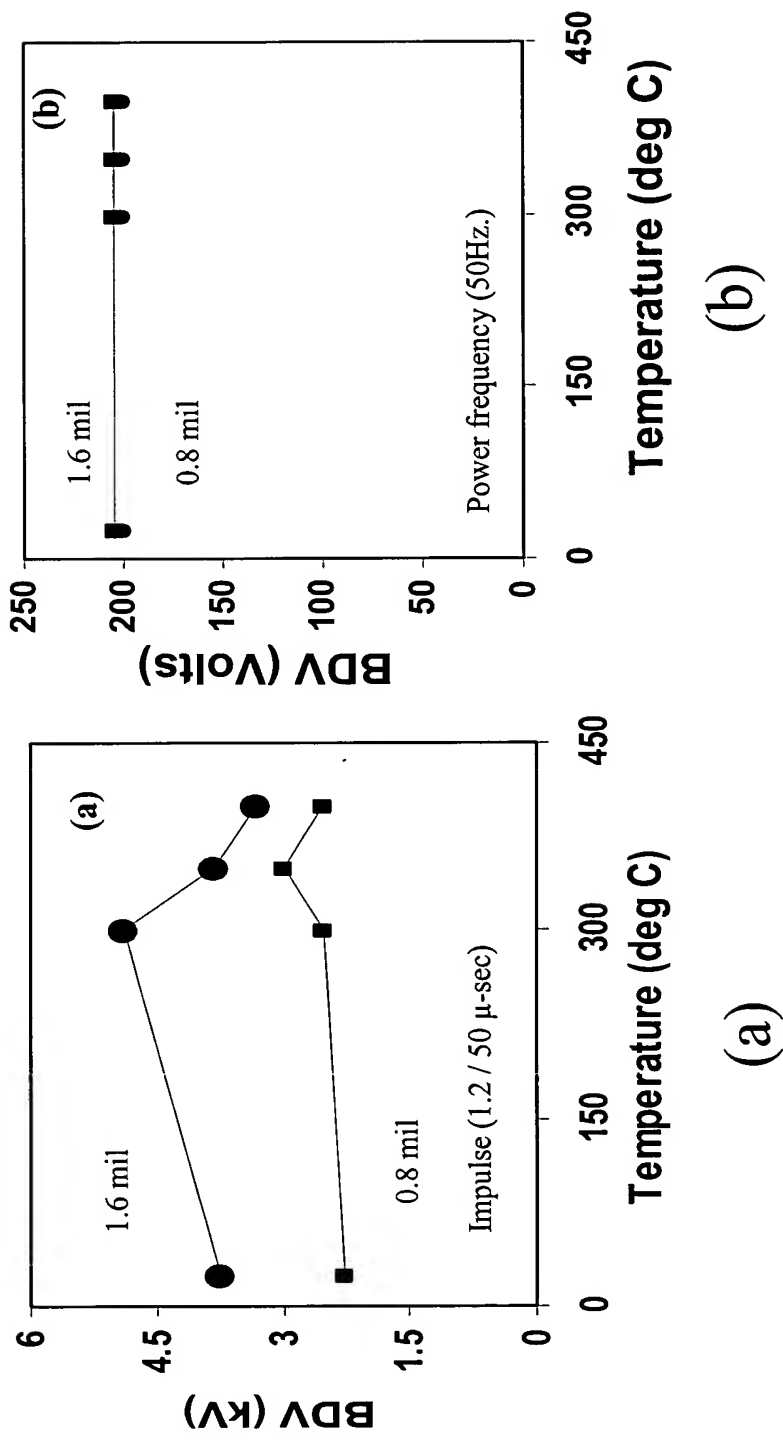 (a)
1.6 mil
0.8 mil
Impulse (1.2 / 50 μ-sec)
BDV (kV)
6
4.5
3
1.5
0
0
150
300
450
Temperature (deg C)
(a)
(b)
1.6 mil
0.8 mil
Power frequency (50Hz.)
BDV (Volts)
250
200
150
100
50
0
0
150
300
450
Temperature (deg C)
(b)